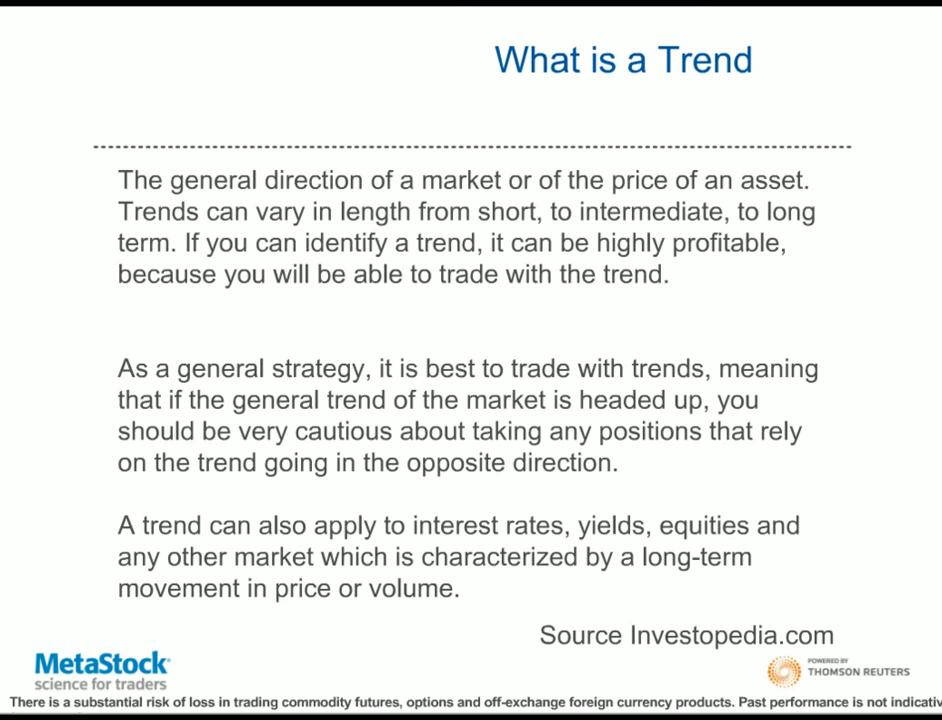 What is a Trend
The general direction of a market or of the price of an asset.
Trends can vary in length from short, to intermediate, to long
term. If you can identify a trend, it can be highly profitable,
because you will be able to trade with the trend.
As a general strategy, it is best to trade with trends, meaning
that if the general trend of the market is headed up, you
should be very cautious about taking any positions that rely
on the trend going in the opposite direction.
A trend can also apply to interest rates, yields, equities and
any other market which is characterized by a long-term
movement in price or volume.
Source Investopedia.com
MetaStock
science for traders
POWERED BY
THOMSON REUTERS
There is a substantial risk of loss in trading commodity futures, options and off-exchange foreign currency products. Past performance is not indicativ